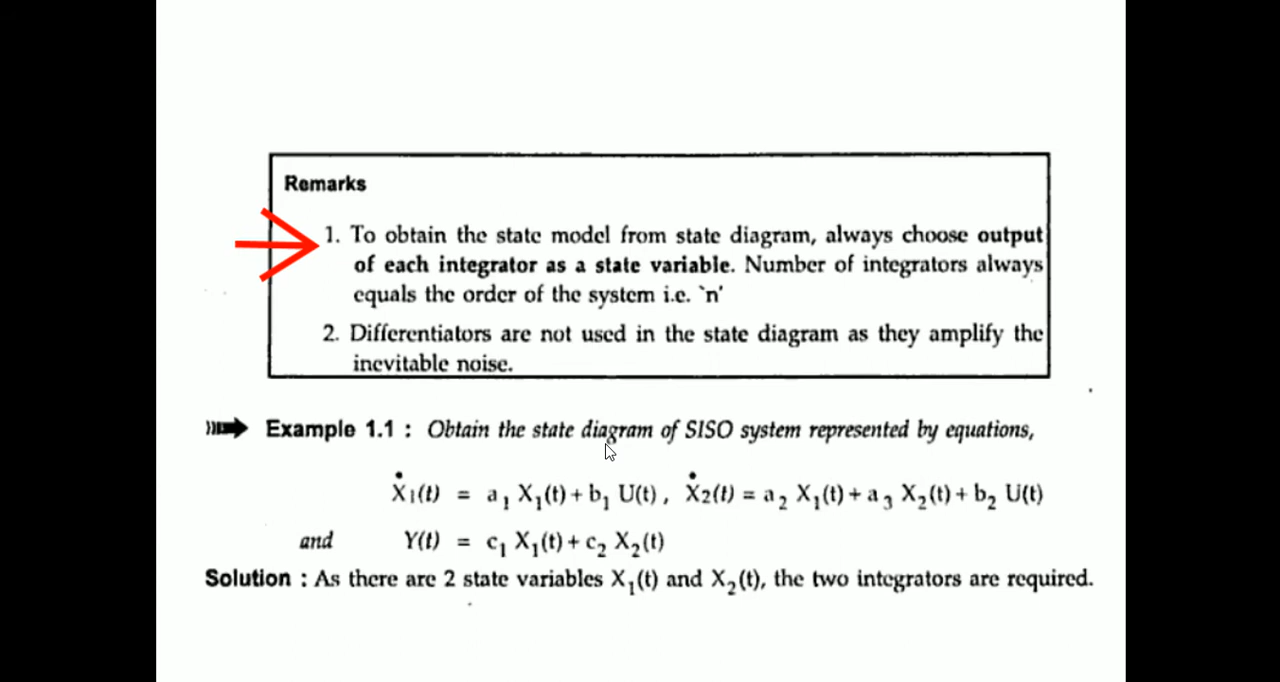 Remarks
1. To obtain the state model from state diagram, always choose output
of each integrator as a state variable. Number of integrators always
equals the order of the system i.e. `n'
2. Differentiators are not used in the state diagram as they amplify the
inevitable noise.
Example 1.1 : Obtain the state diagram of SISO system represented by equations,
Ẋ₁(t) = a₁ X₁(t) + b₁ U(t) , Ẋ₂(t) = a₂ X₁(t) + a₃ X₂(t) + b₂ U(t)
and Y(t) = c₁ X₁(t) + c₂ X₂(t)
Solution : As there are 2 state variables X₁(t) and X₂(t), the two integrators are required.